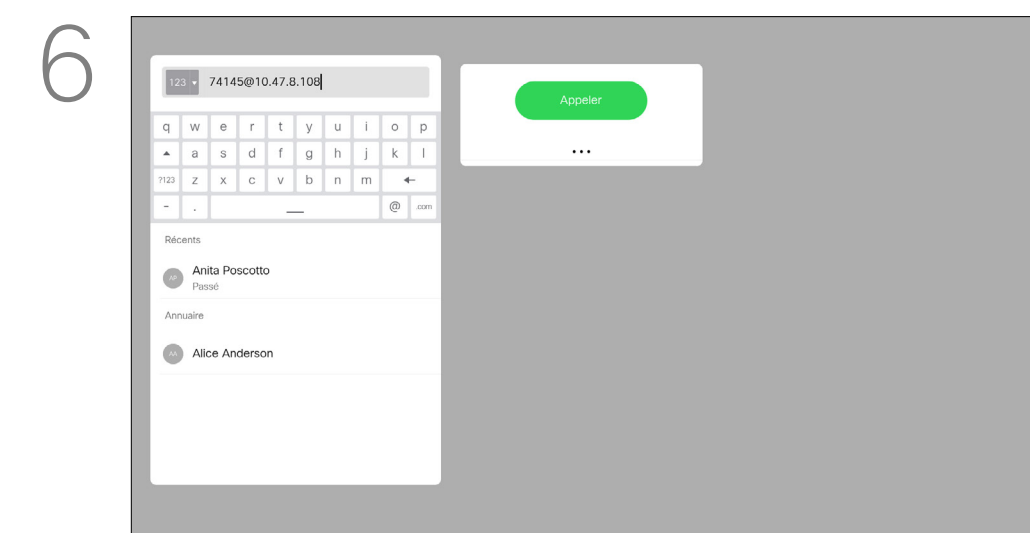 6
123 74145@10.47.8.108
Appeler
...
q w e r t y u i o p
a s d f g h j k l
?123 z x c v b n m
- . @ .com
Récents
AP Anita Poscotto
Passé
Annuaire
AA Alice Anderson